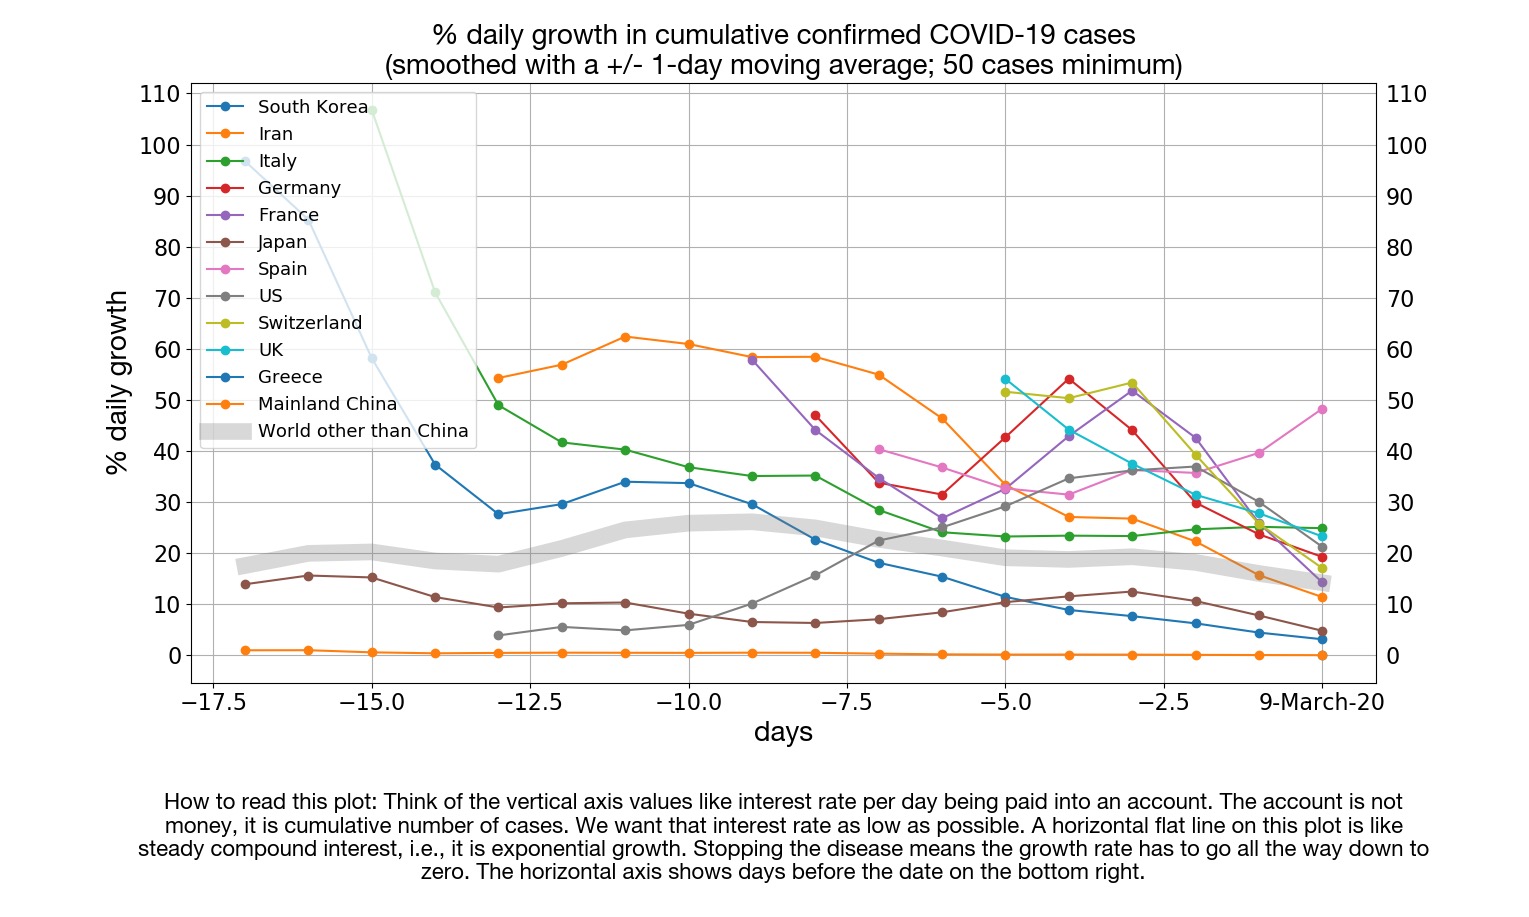 % daily growth in cumulative confirmed COVID-19 cases
(smoothed with a +/- 1-day moving average; 50 cases minimum)
110
100
90
80
70
60
50
40
30
20
10
0
% daily growth
South Korea
Iran
Italy
Germany
France
Japan
Spain
US
Switzerland
UK
Greece
Mainland China
World other than China
110
100
90
80
70
60
50
40
30
20
10
0
−17.5 −15.0 −12.5 −10.0 −7.5 −5.0 −2.5 9-March-20
days
How to read this plot: Think of the vertical axis values like interest rate per day being paid into an account. The account is not
money, it is cumulative number of cases. We want that interest rate as low as possible. A horizontal flat line on this plot is like
steady compound interest, i.e., it is exponential growth. Stopping the disease means the growth rate has to go all the way down to
zero. The horizontal axis shows days before the date on the bottom right.